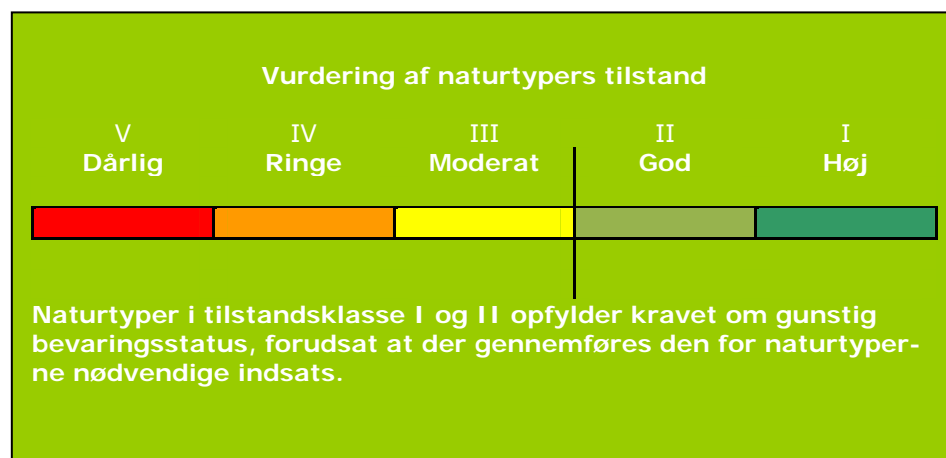 Vurdering af naturtypers tilstand
V IV III II I
Dårlig Ringe Moderat God Høj
Naturtyper i tilstandsklasse I og II opfylder kravet om gunstig
bevaringsstatus, forudsat at der gennemføres den for naturtyper-
ne nødvendige indsats.